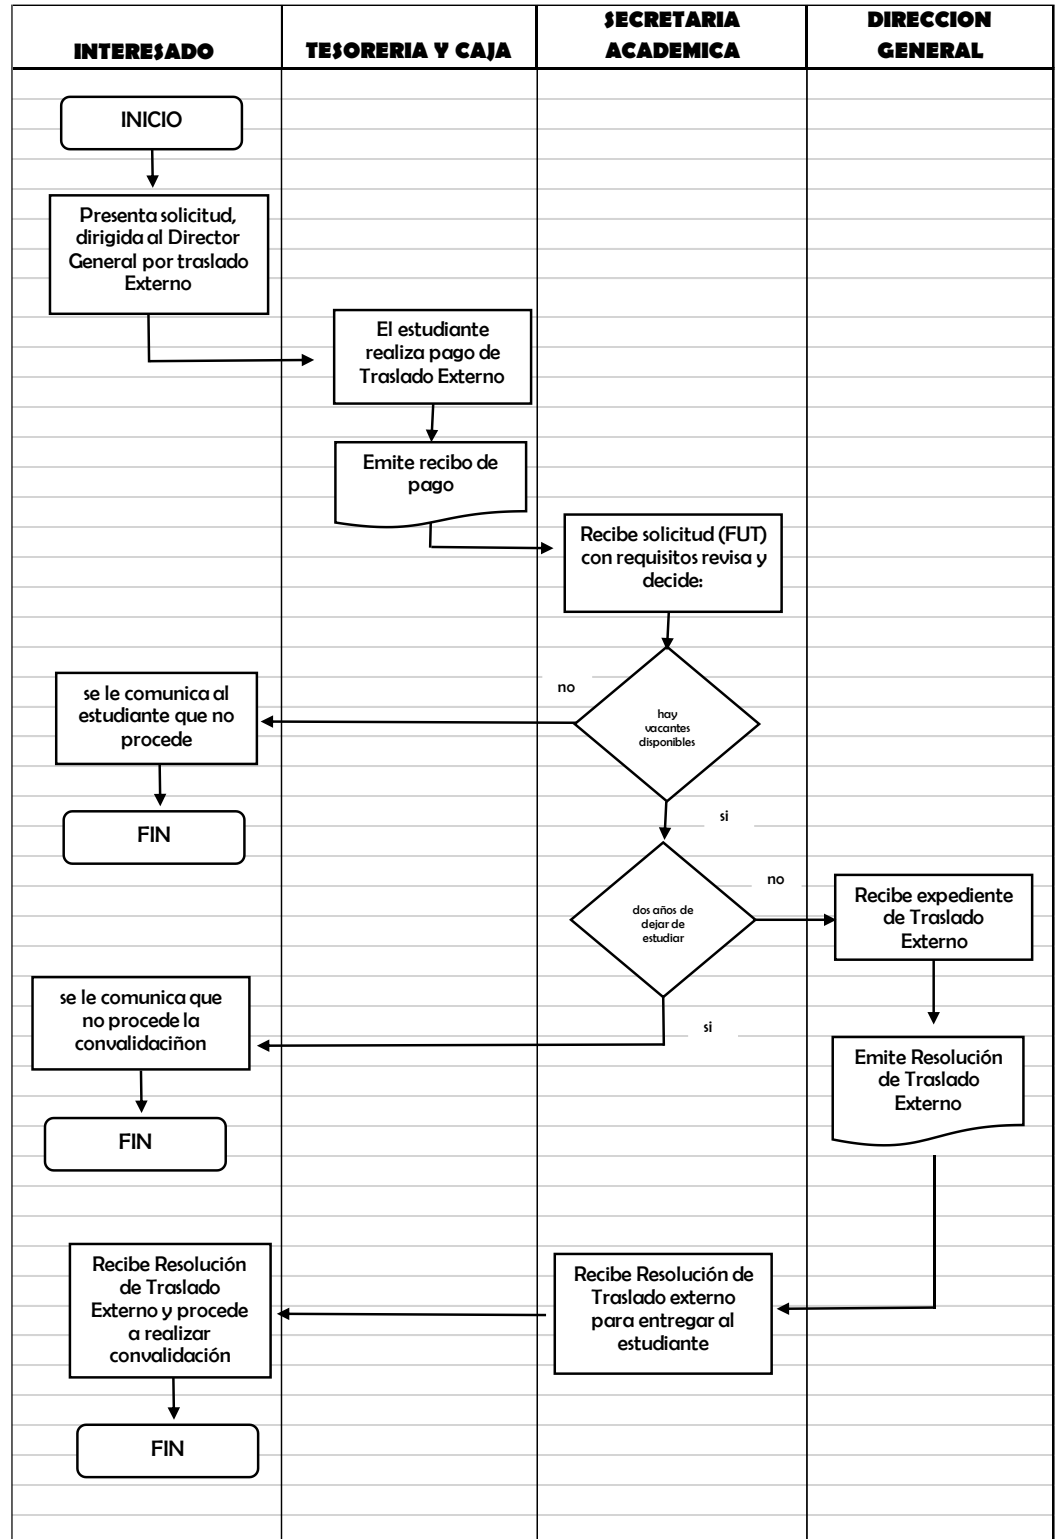 INTERESADO
TESORERIA Y CAJA
SECRETARIA
ACADEMICA
DIRECCION
GENERAL
INICIO
Presenta solicitud,
dirigida al Director
General por traslado
Externo
El estudiante
realiza pago de
Traslado Externo
Emite recibo de
pago
Recibe solicitud (FUT)
con requisitos revisa y
decide:
hay
vacantes
disponibles
no
se le comunica al
estudiante que no
procede
FIN
si
dos años de
dejar de
estudiar
no
Recibe expediente
de Traslado
Externo
si
se le comunica que
no procede la
convalidaciñon
FIN
Emite Resolución
de Traslado
Externo
Recibe Resolución de
Traslado externo
para entregar al
estudiante
Recibe Resolución
de Traslado
Externo y procede
a realizar
convalidación
FIN